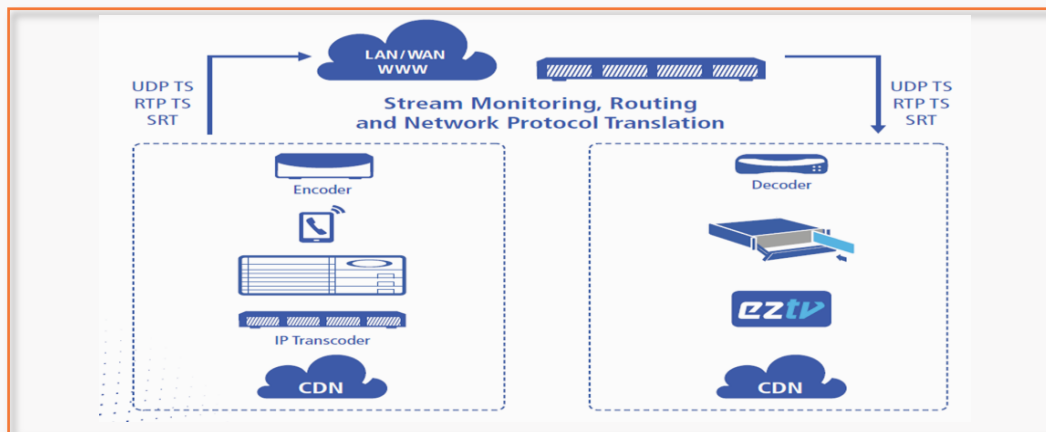 LAN/WAN
WWW
UDP TS
RTP TS
SRT
UDP TS
RTP TS
SRT
Stream Monitoring, Routing
and Network Protocol Translation
Encoder
IP Transcoder
CDN
Decoder
eztv
CDN